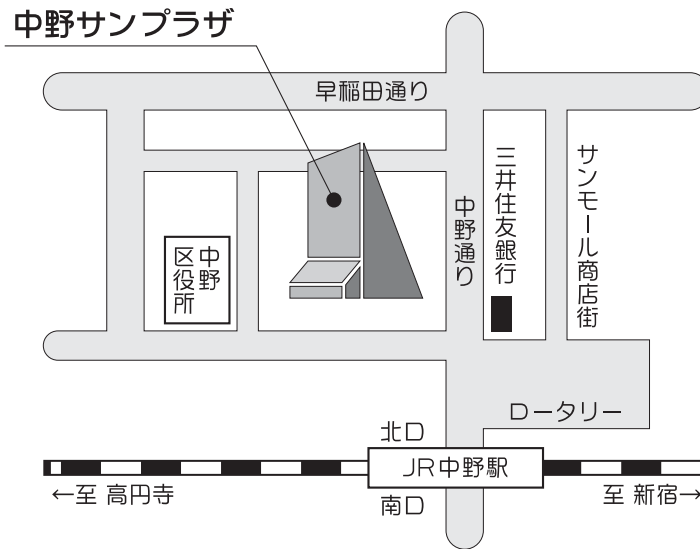 中野サンプラザ
早稲田通り
中野通り
三井住友銀行
サンモール商店街
中野
区役所
ロータリー
北口
JR中野駅
南口
←至 高円寺
至 新宿→